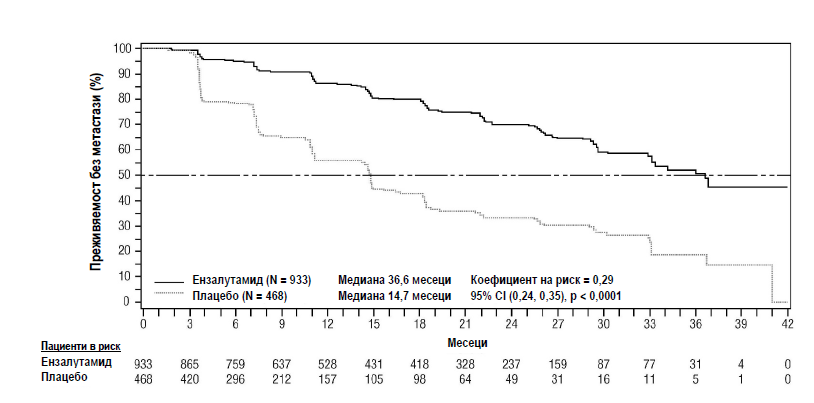 Преживяемост без метастази (%)
100
90
80
70
60
50
40
30
20
10
0
Ензалутамид (N = 933) Медиана 36,6 месеци Коефициент на риск = 0,29
Плацебо (N = 468) Медиана 14,7 месеци 95% CI (0,24, 0,35), p < 0,0001
0 3 6 9 12 15 18 21 24 27 30 33 36 39 42
Месеци
Пациенти в риск
Ензалутамид 933 865 759 637 528 431 418 328 237 159 87 77 31 4 0
Плацебо 468 420 296 212 157 105 98 64 49 31 16 11 5 1 0